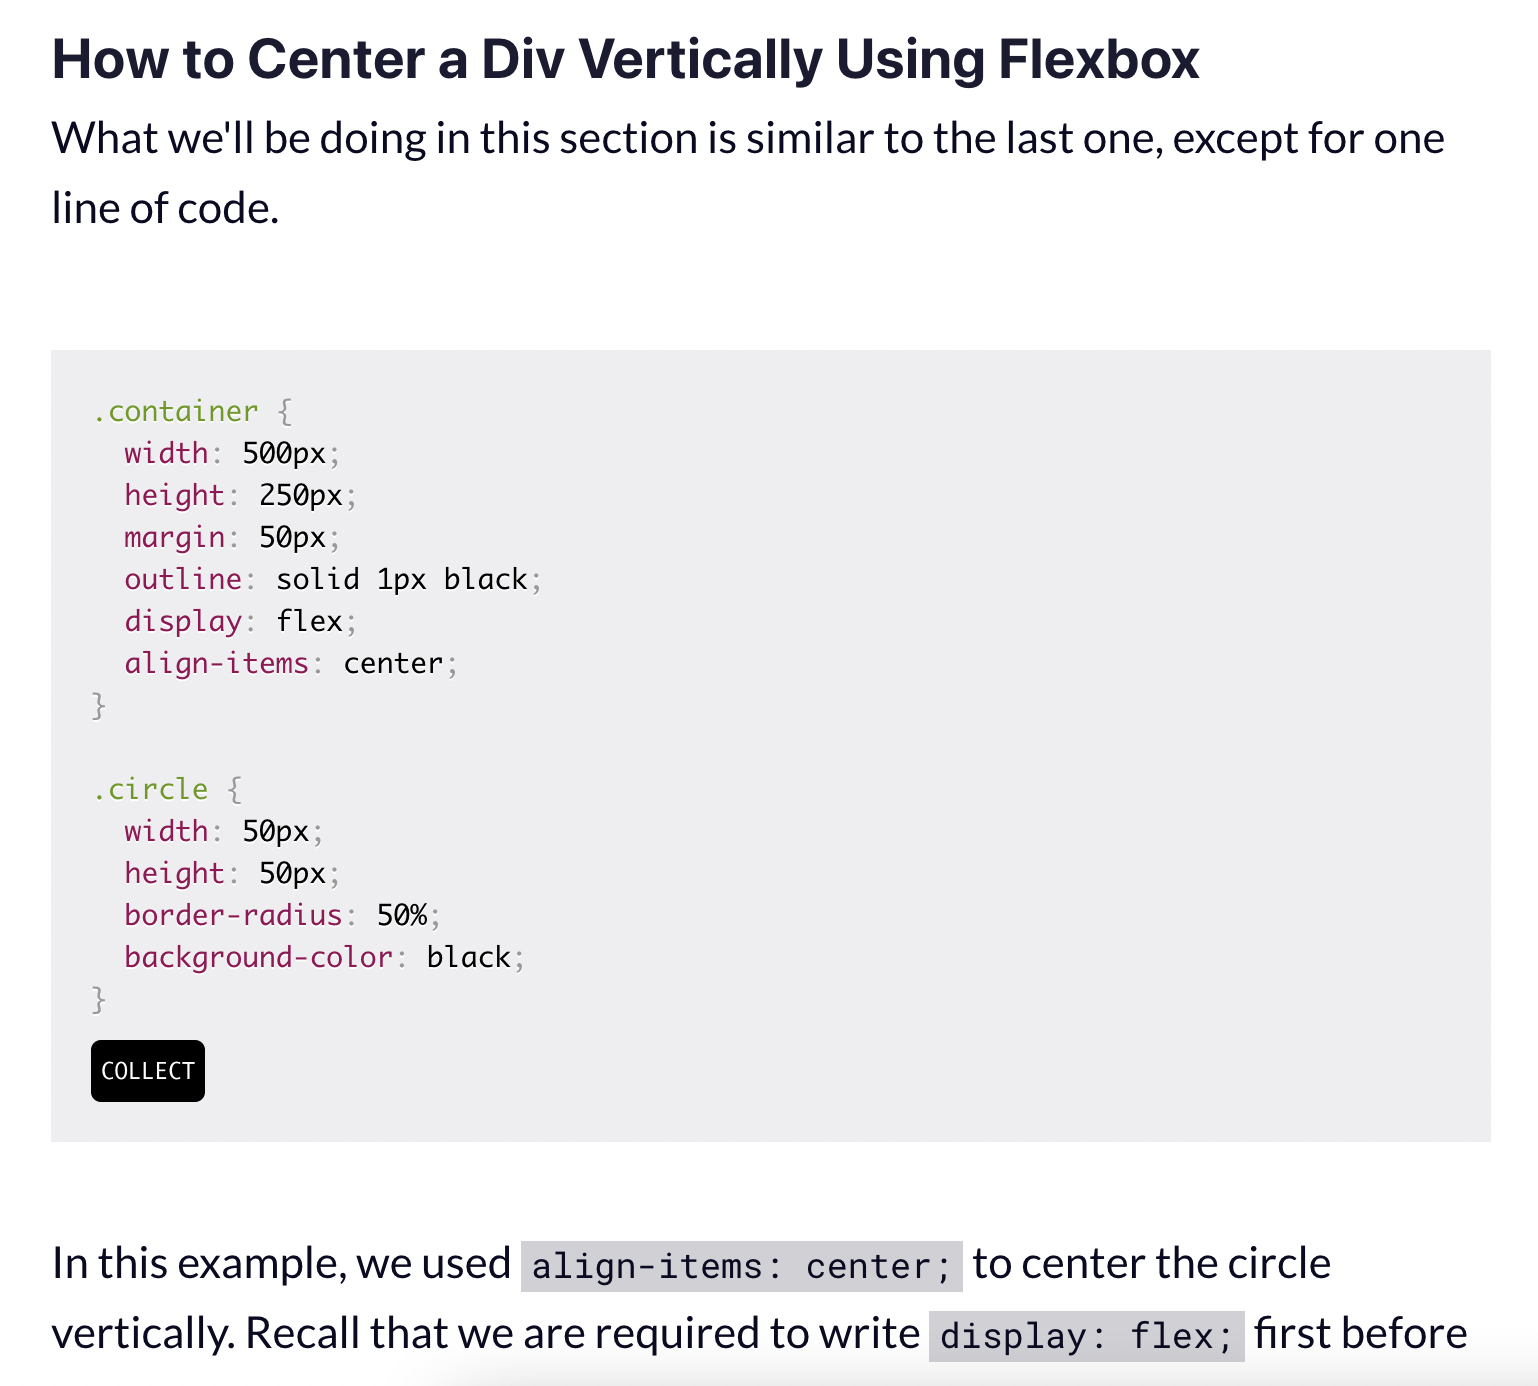 How to Center a Div Vertically Using Flexbox
What we'll be doing in this section is similar to the last one, except for one
line of code.
.container {
  width: 500px;
  height: 250px;
  margin: 50px;
  outline: solid 1px black;
  display: flex;
  align-items: center;
}
.circle {
  width: 50px;
  height: 50px;
  border-radius: 50%;
  background-color: black;
}
COLLECT
In this example, we used align-items: center; to center the circle
vertically. Recall that we are required to write display: flex; first before